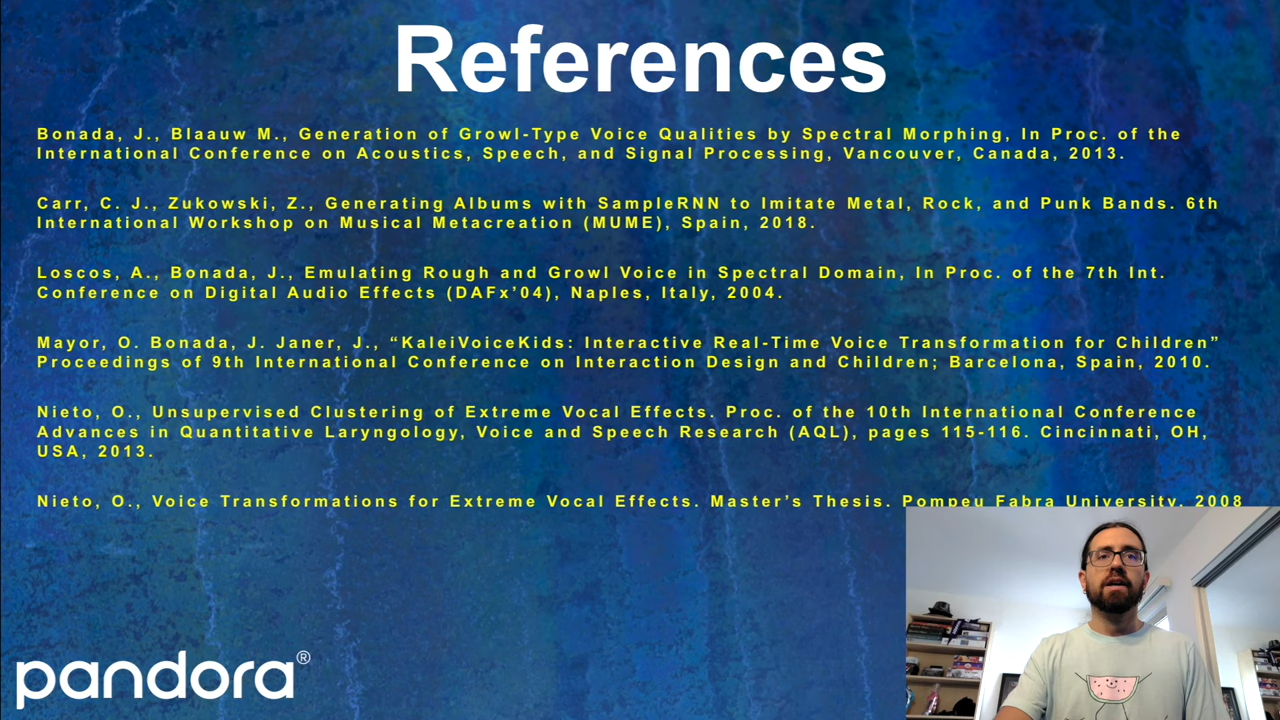 References
Bonada, J., Blaauw M., Generation of Growl-Type Voice Qualities by Spectral Morphing, In Proc. of the
International Conference on Acoustics, Speech, and Signal Processing, Vancouver, Canada, 2013.
Carr, C. J., Zukowski, Z., Generating Albums with SampleRNN to Imitate Metal, Rock, and Punk Bands. 6th
International Workshop on Musical Metacreation (MUME), Spain, 2018.
Loscos, A., Bonada, J., Emulating Rough and Growl Voice in Spectral Domain, In Proc. of the 7th Int.
Conference on Digital Audio Effects (DAFx’04), Naples, Italy, 2004.
Mayor, O. Bonada, J. Janer, J., “KaleiVoiceKids: Interactive Real-Time Voice Transformation for Children”
Proceedings of 9th International Conference on Interaction Design and Children; Barcelona, Spain, 2010.
Nieto, O., Unsupervised Clustering of Extreme Vocal Effects. Proc. of the 10th International Conference
Advances in Quantitative Laryngology, Voice and Speech Research (AQL), pages 115-116. Cincinnati, OH,
USA, 2013.
Nieto, O., Voice Transformations for Extreme Vocal Effects. Master’s Thesis. Pompeu Fabra University. 2008
pandora®